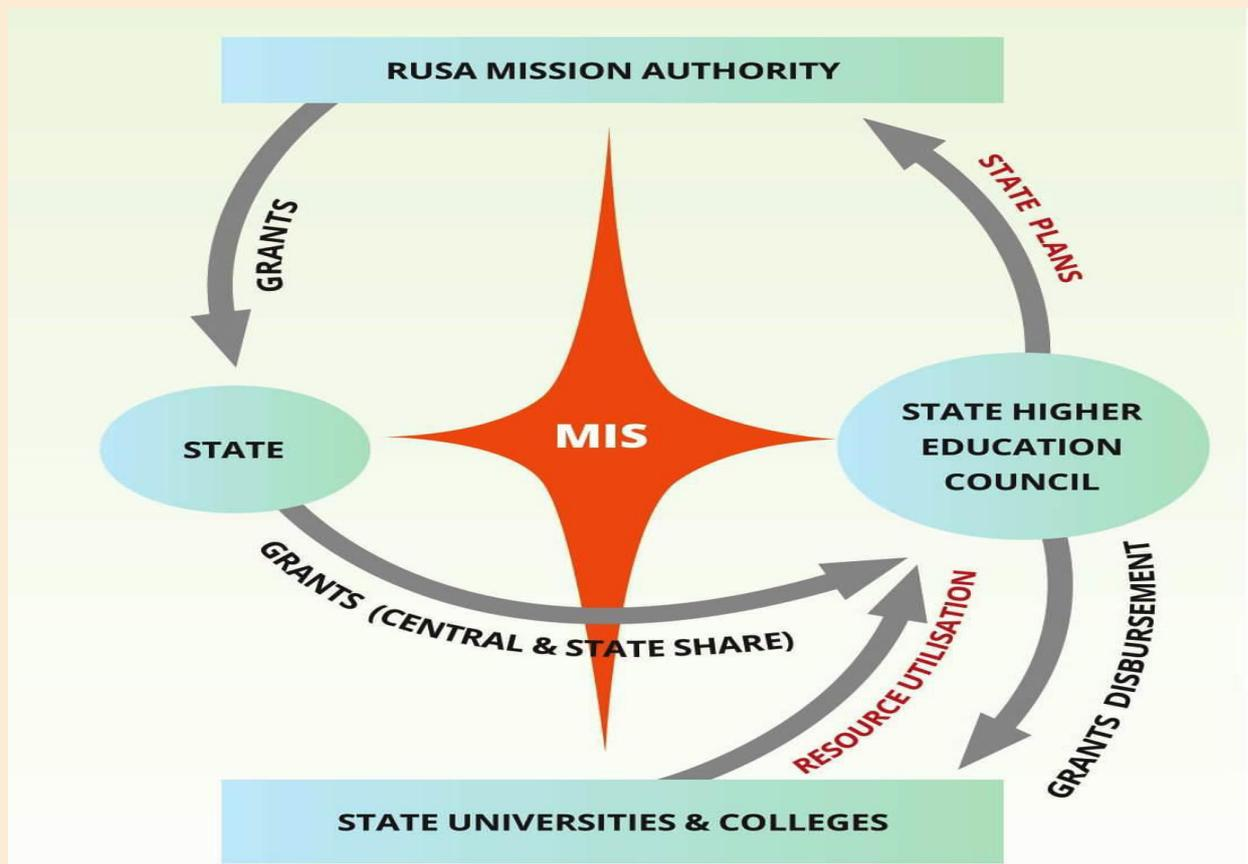 RUSA MISSION AUTHORITY
GRANTS
STATE PLANS
STATE
MIS
STATE HIGHER
EDUCATION
COUNCIL
GRANTS (CENTRAL & STATE SHARE)
RESOURCE UTILISATION
GRANTS DISBURSEMENT
STATE UNIVERSITIES & COLLEGES